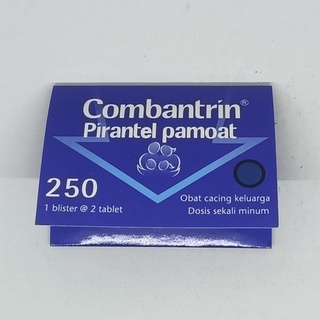 Combantrin®
Pirantel pamoat
250
1 blister @ 2 tablet
Obat cacing keluarga
Dosis sekali minum